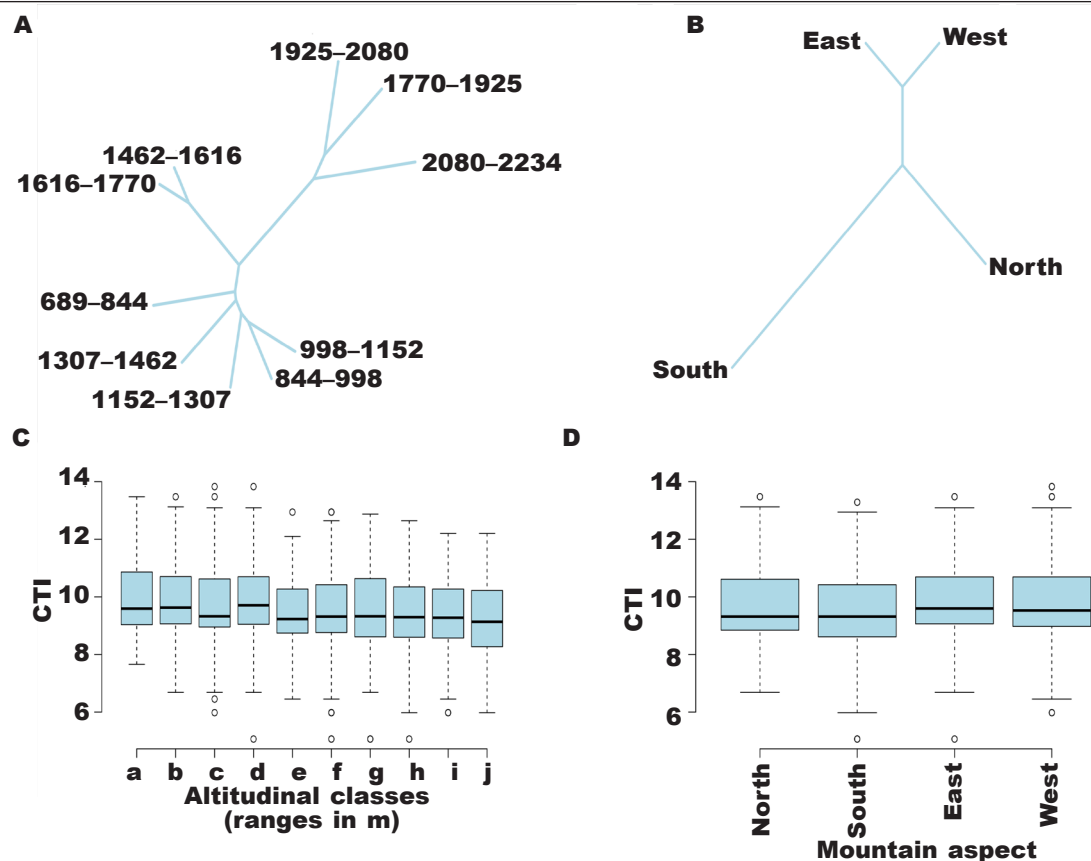 A
1925–2080
1770–1925
1462–1616
1616–1770
2080–2234
689–844
1307–1462
998–1152
844–998
1152–1307
B
East
West
North
South
C
14
12
10
8
6
CTI
a b c d e f g h i j
Altitudinal classes
(ranges in m)
D
14
12
10
8
6
CTI
North
South
East
West
Mountain aspect